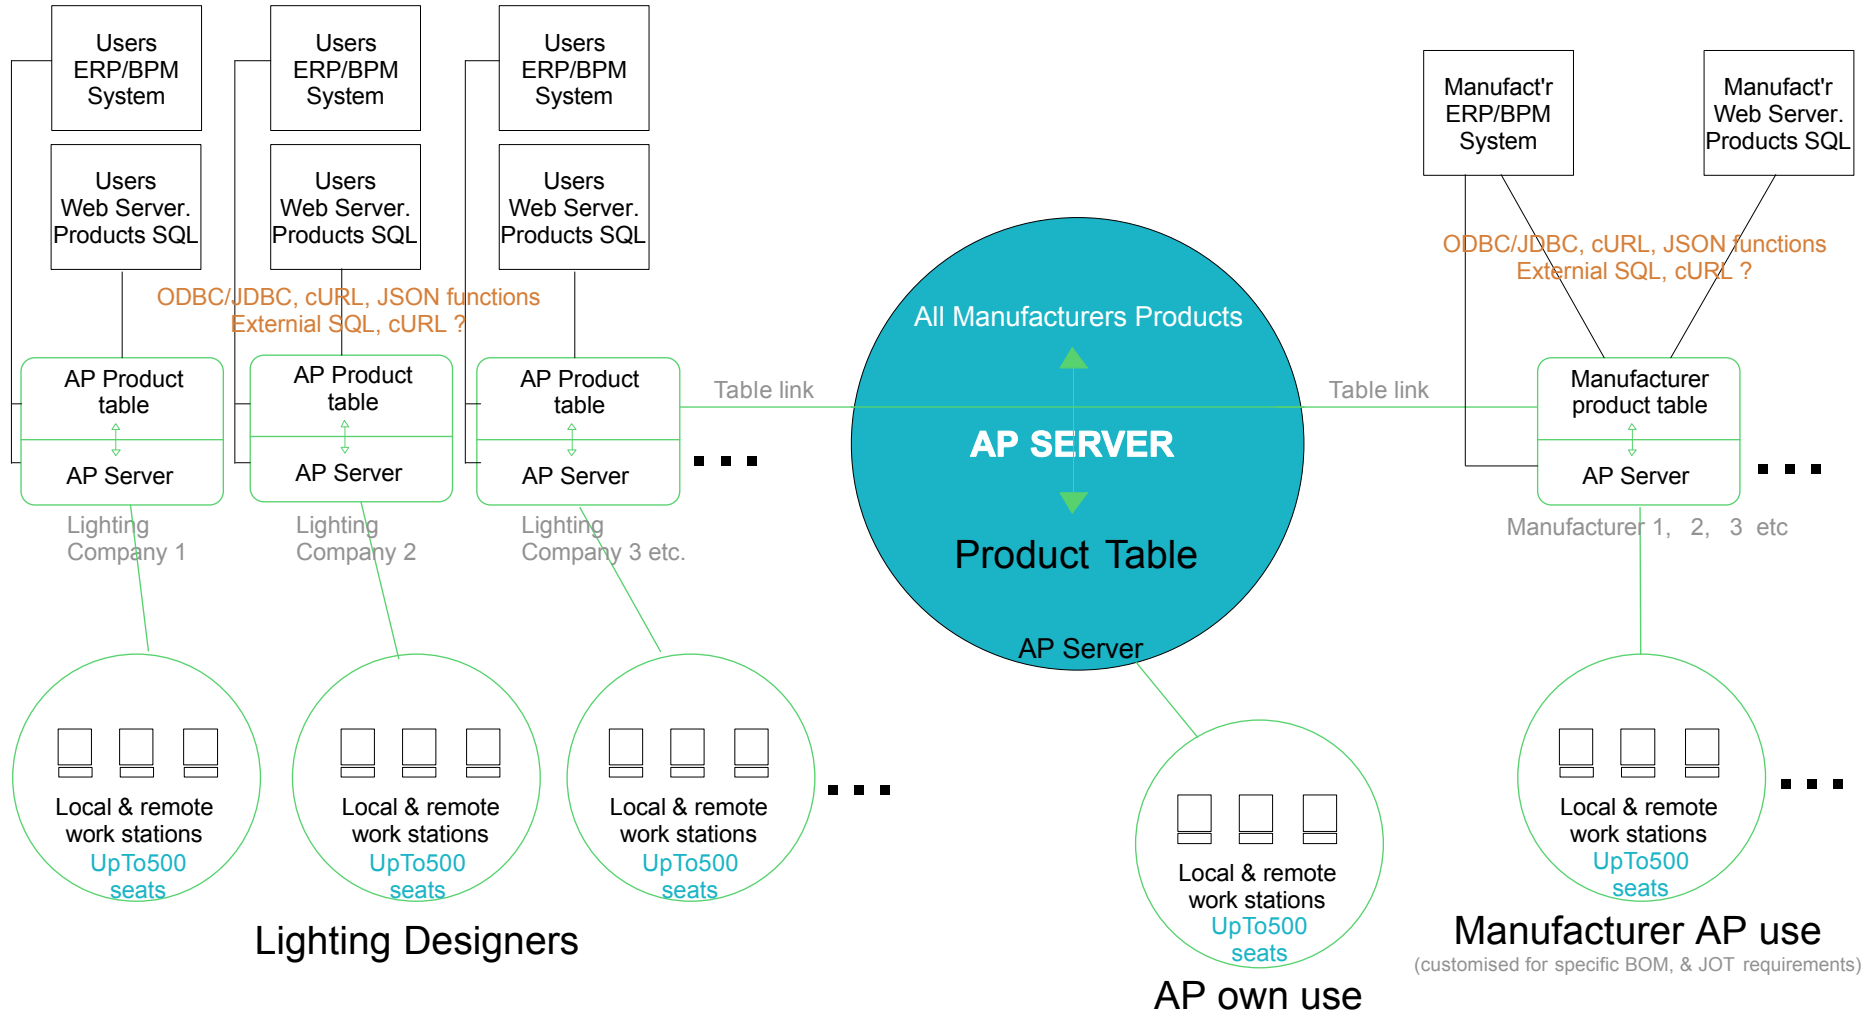 Users
ERP/BPM
System
Users
ERP/BPM
System
Users
ERP/BPM
System
Manufact'r
ERP/BPM
System
Manufact'r
Web Server.
Products SQL
Users
Web Server.
Products SQL
Users
Web Server.
Products SQL
Users
Web Server.
Products SQL
ODBC/JDBC, cURL, JSON functions
Externial SQL, cURL ?
ODBC/JDBC, cURL, JSON functions
Externial SQL, cURL ?
All Manufacturers Products
AP Product
table
AP Server
AP Product
table
AP Server
AP Product
table
AP Server
Table link
Table link
AP SERVER
Product Table
AP Server
Manufacturer
product table
AP Server
Lighting
Company 1
Lighting
Company 2
Lighting
Company 3 etc.
Manufacturer 1, 2, 3 etc
Local & remote
work stations
UpTo500
seats
Local & remote
work stations
UpTo500
seats
Local & remote
work stations
UpTo500
seats
Local & remote
work stations
UpTo500
seats
Local & remote
work stations
UpTo500
seats
Lighting Designers
AP own use
Manufacturer AP use
(customised for specific BOM, & JOT requirements)